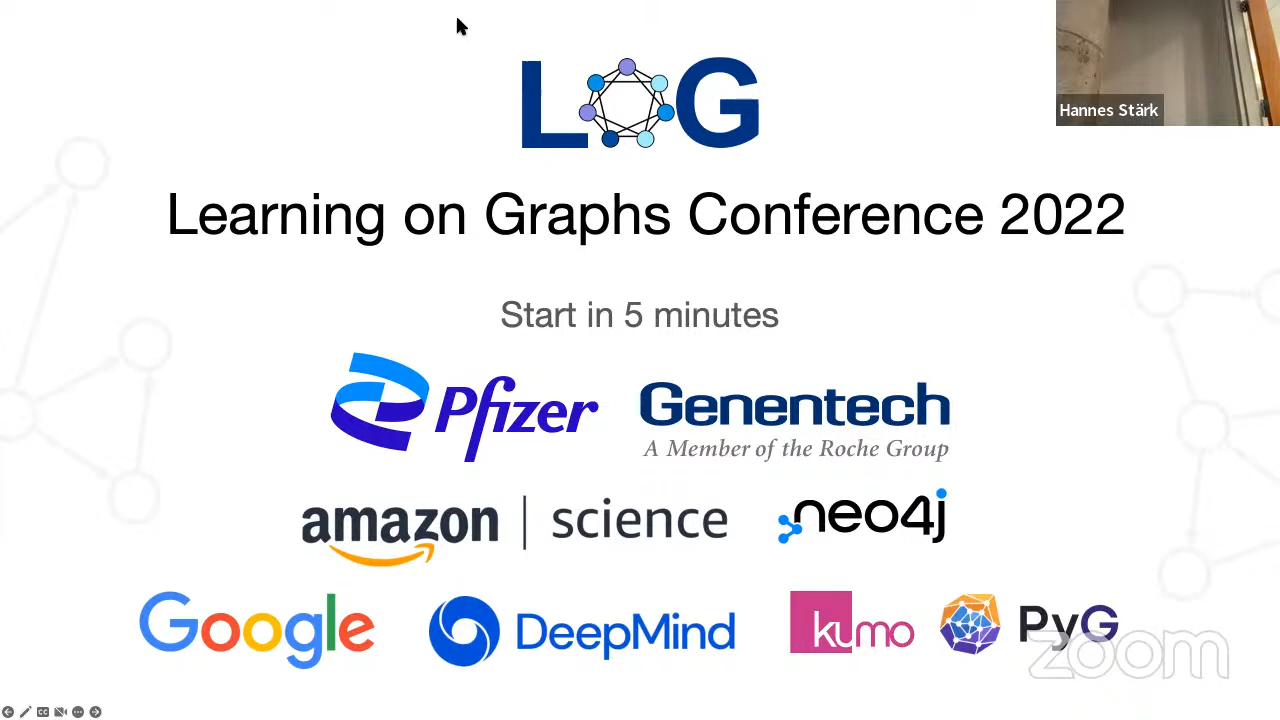 Hannes Stärk
LOG
Learning on Graphs Conference 2022
Start in 5 minutes
Pfizer
Genentech
A Member of the Roche Group
amazon | science
neo4j
Google
DeepMind
kumo
PyG
zoom
CC